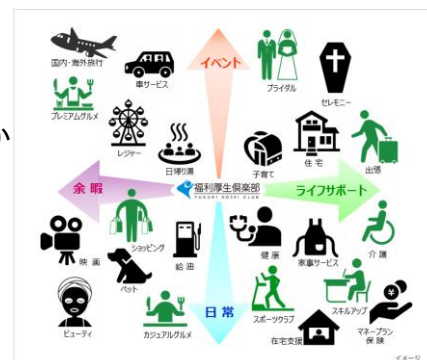 か
イベント
国内・海外旅行
車サービス
ブライダル
セレモニー
プレミアムグルメ
レジャー
日帰り湯
子育て
住宅
出張
余暇
福利厚生倶楽部
FUKURI KOSEI CLUB
ライフサポート
映画
ショッピング
ペット
給油
健康
家事サービス
介護
ビューティ
カジュアルグルメ
日常
スポーツクラブ
在宅支援
スキルアップ
マネープラン
保険
イメージ